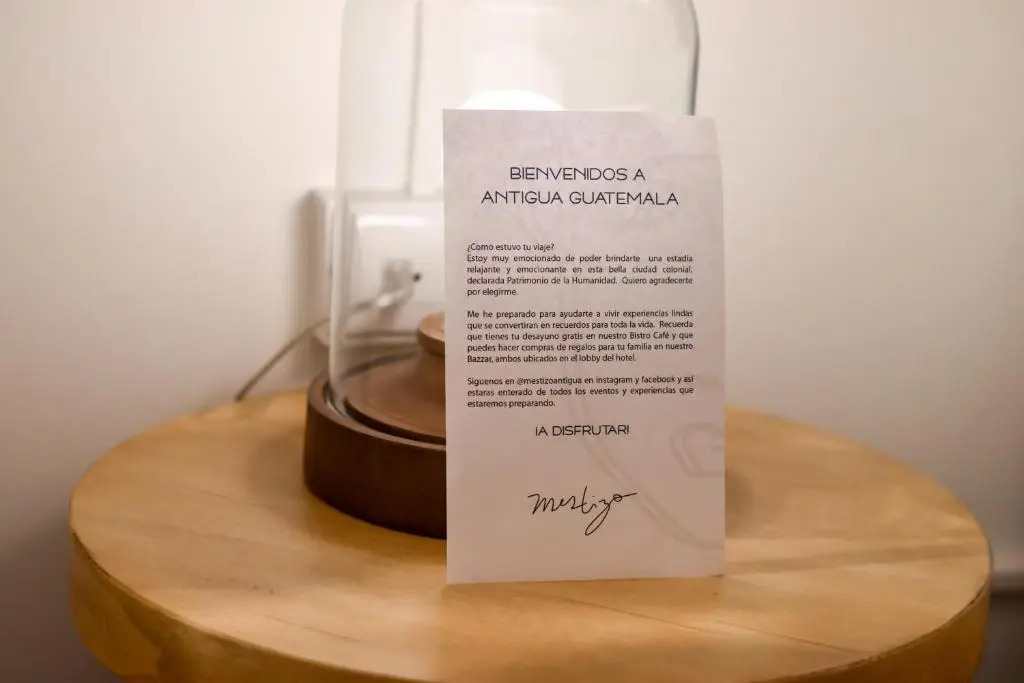 BIENVENIDOS A
ANTIGUA GUATEMALA
¿Como estuvo tu viaje?
Estoy muy emocionado de poder brindarte una estadía
relajante y emocionante en esta bella ciudad colonial,
declarada Patrimonio de la Humanidad. Quiero agradecerte
por elegirme.
Me he preparado para ayudarte a vivir experiencias lindas
que se convertiran en recuerdos para toda la vida. Recuerda
que tienes tu desayuno gratis en nuestro Bistro Café y que
puedes hacer compras de regalos para tu familia en nuestro
Bazzar, ambos ubicados en el lobby del hotel.
Siguenos en @mestizoantigua en instagram y facebook y asi
estaras enterado de todos los eventos y experiencias que
estaremos preparando.
¡A DISFRUTAR!
Mestizo